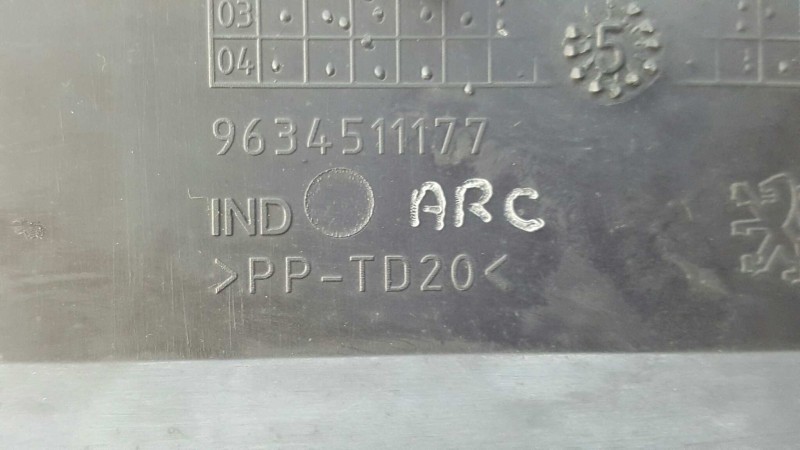 03
04
5
9634511177
IND ARC
>PP-TD20<